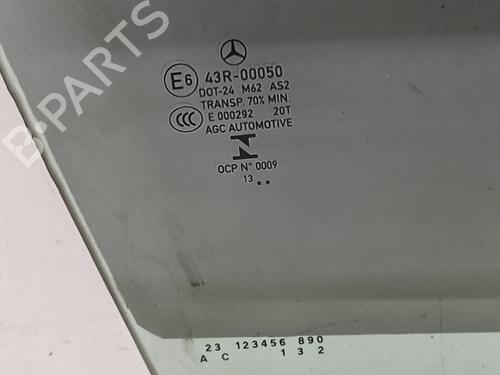 B-PARTS
E6 43R-00050
DOT-24 M62 AS2
TRANSP. 70% MIN.
CCC E 000292 20T
AGC AUTOMOTIVE
N
OCP N° 0009
13 . .
23 123456 890
A C 1 3 2